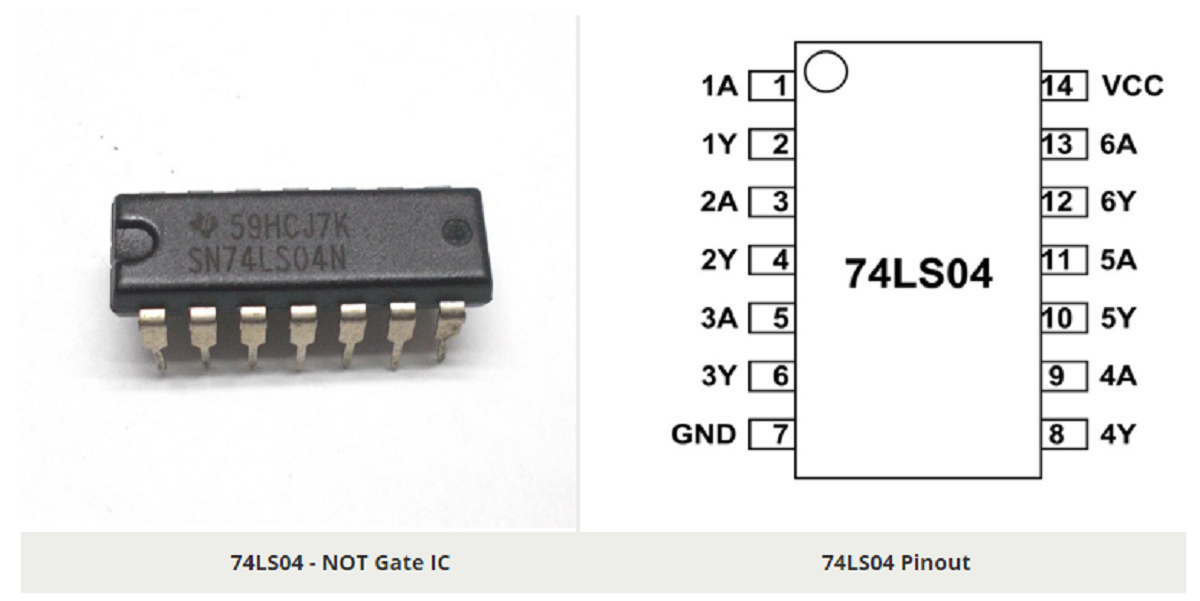 59HCJ7K
SN74LS04N
1A 1 14 VCC
1Y 2 13 6A
2A 3 12 6Y
2Y 4 11 5A
74LS04
3A 5 10 5Y
3Y 6 9 4A
GND 7 8 4Y
74LS04 - NOT Gate IC
74LS04 Pinout